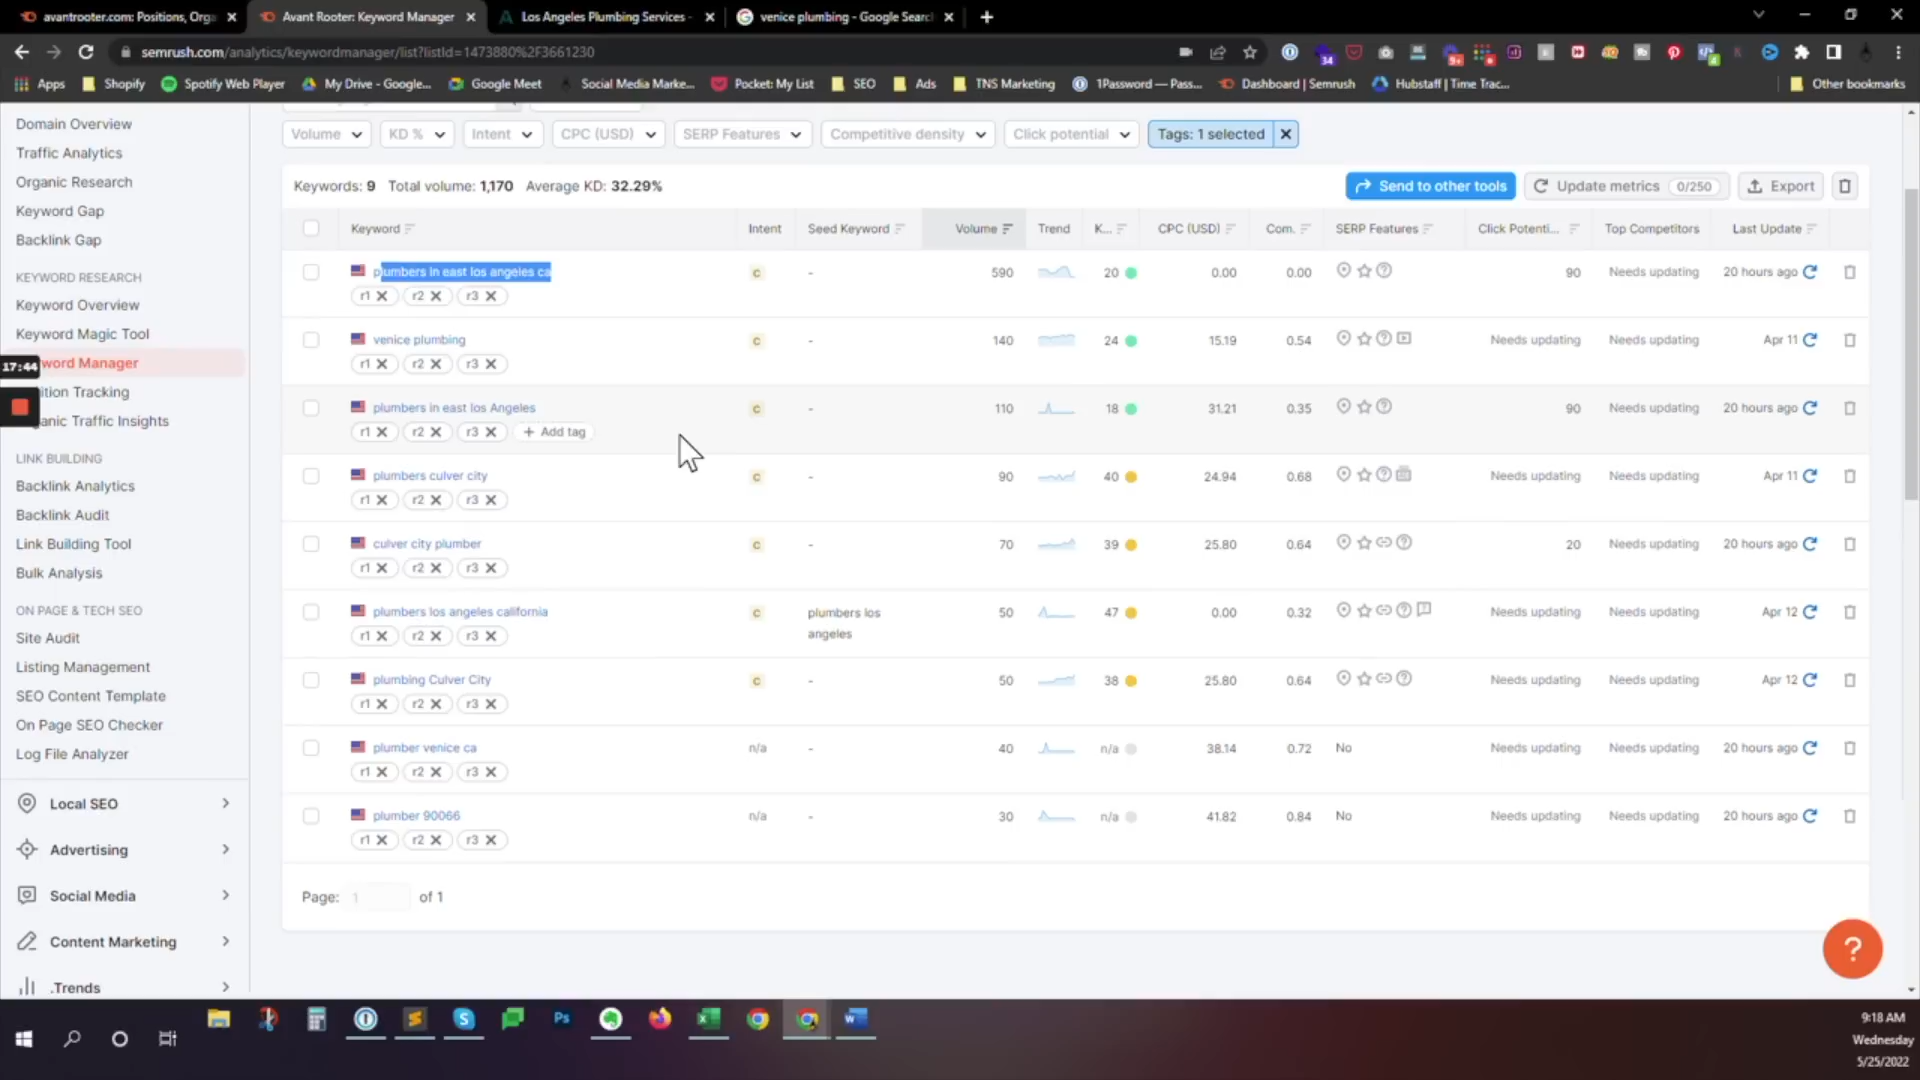 avantrooter.com: Positions, Orga
Avant Rooter: Keyword Manager
Los Angeles Plumbing Services -
venice plumbing - Google Search
semrush.com/analytics/keywordmanager/list?listId=1473880%2F3661230
34
9+
4
Apps
Shopify
Spotify Web Player
My Drive - Google...
Google Meet
Social Media Marke...
Pocket: My List
SEO
Ads
TNS Marketing
1Password — Pass...
Dashboard | Semrush
Hubstaff | Time Trac...
Other bookmarks
Domain Overview
Traffic Analytics
Organic Research
Keyword Gap
Backlink Gap
KEYWORD RESEARCH
Keyword Overview
Keyword Magic Tool
17:44
word Manager
ition Tracking
anic Traffic Insights
LINK BUILDING
Backlink Analytics
Backlink Audit
Link Building Tool
Bulk Analysis
ON PAGE & TECH SEO
Site Audit
Listing Management
SEO Content Template
On Page SEO Checker
Log File Analyzer
Local SEO
Advertising
Social Media
Content Marketing
.Trends
Volume
KD %
Intent
CPC (USD)
SERP Features
Competitive density
Click potential
Tags: 1 selected
Keywords: 9 Total volume: 1,170 Average KD: 32.29%
Send to other tools
Update metrics 0/250
Export
Keyword Intent Seed Keyword Volume Trend K... CPC (USD) Com. SERP Features Click Potenti... Top Competitors Last Update
plumbers in east los angeles ca C - 590 20 0.00 0.00 90 Needs updating 20 hours ago
r1 r2 r3
venice plumbing C - 140 24 15.19 0.54 Needs updating Needs updating Apr 11
r1 r2 r3
plumbers in east los Angeles C - 110 18 31.21 0.35 90 Needs updating 20 hours ago
r1 r2 r3 + Add tag
plumbers culver city C - 90 40 24.94 0.68 Needs updating Needs updating Apr 11
r1 r2 r3
culver city plumber C - 70 39 25.80 0.64 20 Needs updating 20 hours ago
r1 r2 r3
plumbers los angeles california C plumbers los angeles 50 47 0.00 0.32 Needs updating Needs updating Apr 12
r1 r2 r3
plumbing Culver City C - 50 38 25.80 0.64 Needs updating Needs updating Apr 12
r1 r2 r3
plumber venice ca n/a - 40 n/a 38.14 0.72 No Needs updating Needs updating 20 hours ago
r1 r2 r3
plumber 90066 n/a - 30 n/a 41.82 0.84 No Needs updating Needs updating 20 hours ago
r1 r2 r3
Page: 1 of 1
?
Ps
9:18 AM
Wednesday
5/25/2022